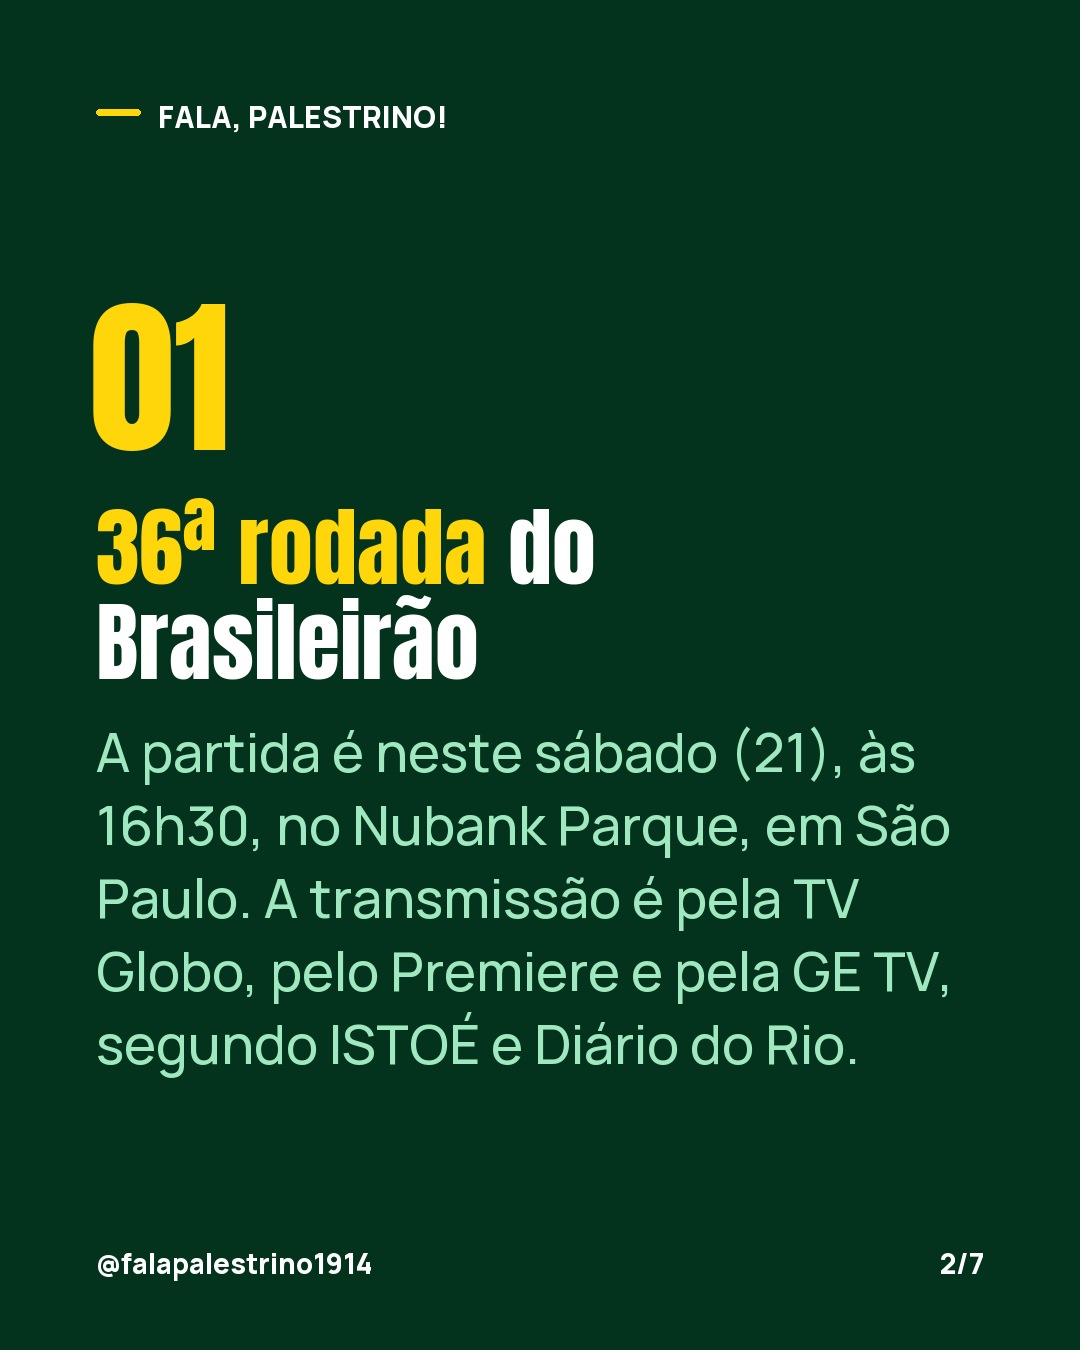 FALA, PALESTRINO!
01
36ª rodada do
Brasileirão
A partida é neste sábado (21), às
16h30, no Nubank Parque, em São
Paulo. A transmissão é pela TV
Globo, pelo Premiere e pela GE TV,
segundo ISTOÉ e Diário do Rio.
@falapalestrino1914
2/7